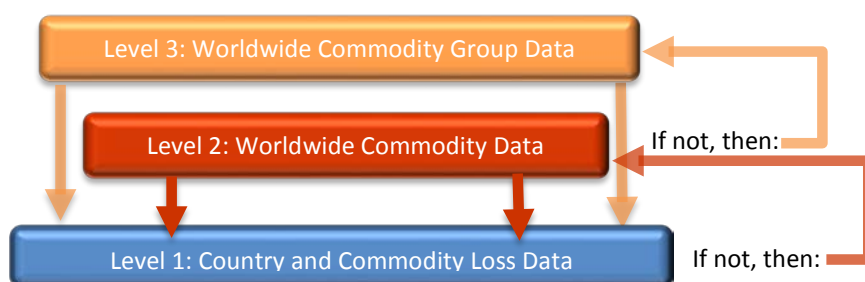 Level 3: Worldwide Commodity Group Data
Level 2: Worldwide Commodity Data
If not, then:
Level 1: Country and Commodity Loss Data
If not, then: